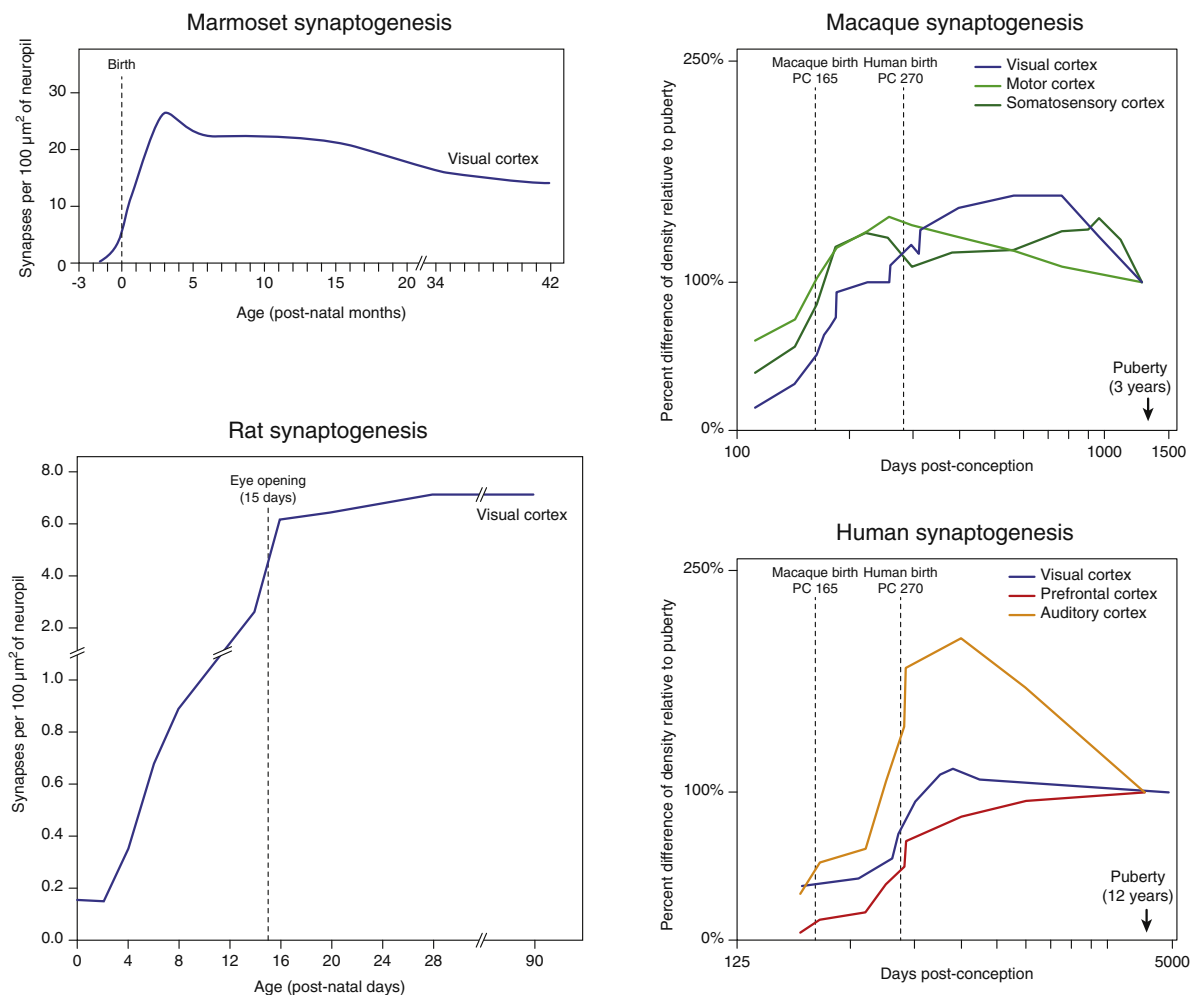 Marmoset synaptogenesis
Synapses per 100 µm² of neuropil
30
20
10
0
Birth
Visual cortex
-3
0
5
10
15
20
34
42
Age (post-natal months)
Macaque synaptogenesis
Percent difference of density relatiuve to puberty
250%
100%
0%
Macaque birth
PC 165
Human birth
PC 270
Visual cortex
Motor cortex
Somatosensory cortex
Puberty
(3 years)
100
1000
1500
Days post-conception
Rat synaptogenesis
Synapses per 100 µm² of neuropil
8.0
6.0
4.0
2.0
1.0
0.8
0.6
0.4
0.2
0.0
Eye opening
(15 days)
Visual cortex
0
4
8
12
16
20
24
28
90
Age (post-natal days)
Human synaptogenesis
Percent difference of density relative to puberty
250%
100%
0%
Macaque birth
PC 165
Human birth
PC 270
Visual cortex
Prefrontal cortex
Auditory cortex
Puberty
(12 years)
125
5000
Days post-conception